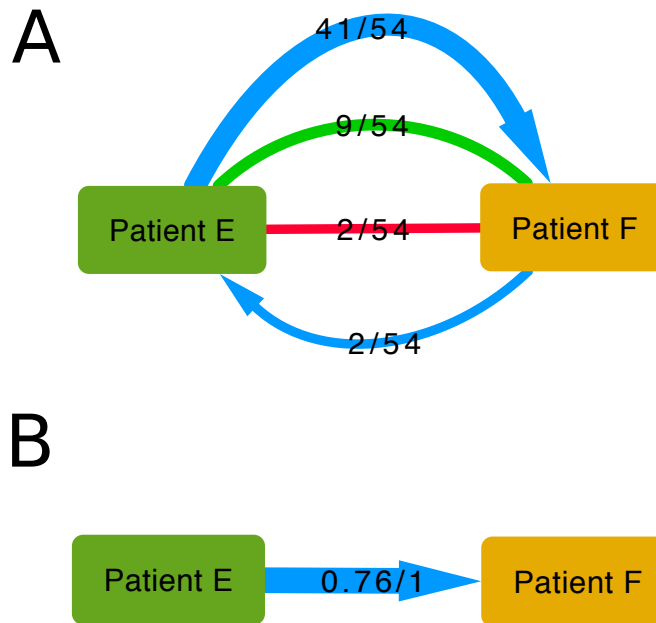 A
41/54
9/54
Patient E
2/54
Patient F
2/54
B
Patient E
0.76/1
Patient F